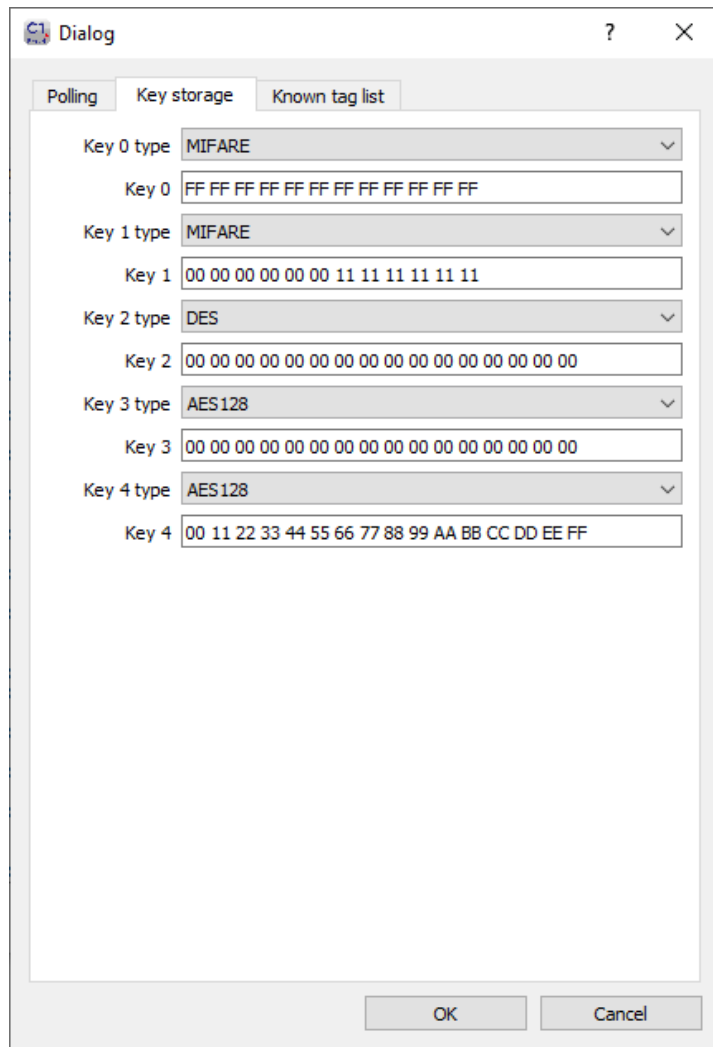 Dialog
? X
Polling Key storage Known tag list
Key 0 type MIFARE
Key 0 FF FF FF FF FF FF FF FF FF FF FF FF
Key 1 type MIFARE
Key 1 00 00 00 00 00 00 11 11 11 11 11 11
Key 2 type DES
Key 2 00 00 00 00 00 00 00 00 00 00 00 00 00 00 00 00
Key 3 type AES128
Key 3 00 00 00 00 00 00 00 00 00 00 00 00 00 00 00 00
Key 4 type AES128
Key 4 00 11 22 33 44 55 66 77 88 99 AA BB CC DD EE FF
OK Cancel